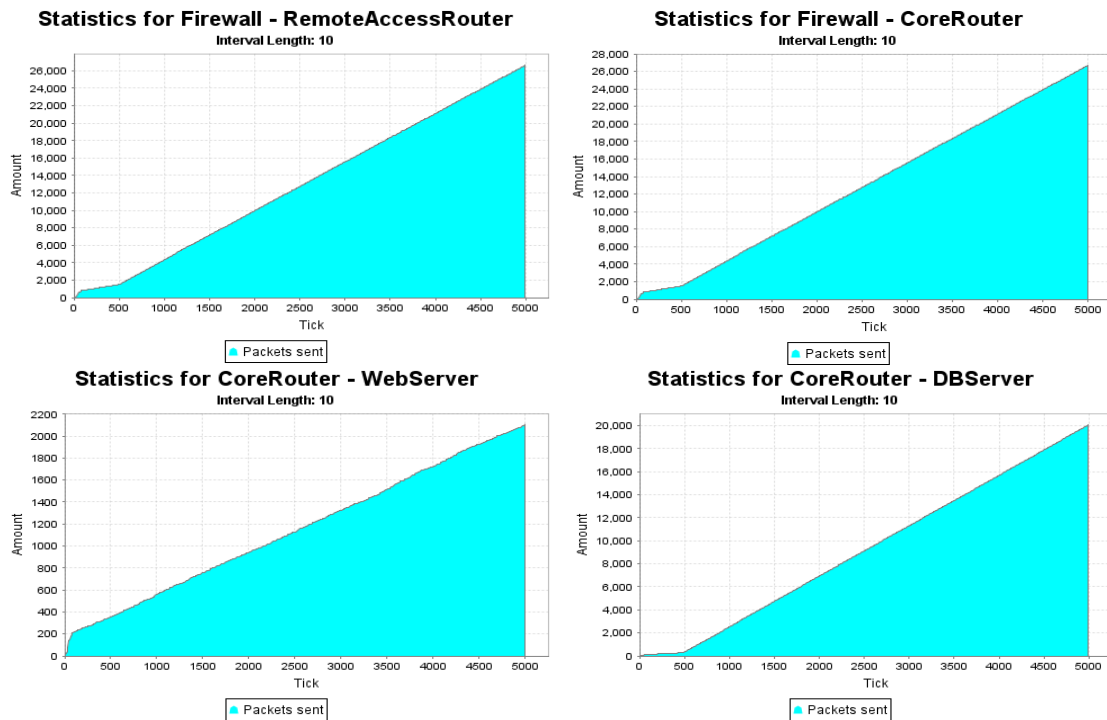 Statistics for Firewall - RemoteAccessRouter
Interval Length: 10
26,000
24,000
22,000
20,000
18,000
16,000
14,000
12,000
10,000
8,000
6,000
4,000
2,000
0
Amount
0 500 1000 1500 2000 2500 3000 3500 4000 4500 5000
Tick
Packets sent
Statistics for Firewall - CoreRouter
Interval Length: 10
28,000
26,000
24,000
22,000
20,000
18,000
16,000
14,000
12,000
10,000
8,000
6,000
4,000
2,000
0
Amount
0 500 1000 1500 2000 2500 3000 3500 4000 4500 5000
Tick
Packets sent
Statistics for CoreRouter - WebServer
Interval Length: 10
2200
2000
1800
1600
1400
1200
1000
800
600
400
200
0
Amount
0 500 1000 1500 2000 2500 3000 3500 4000 4500 5000
Tick
Packets sent
Statistics for CoreRouter - DBServer
Interval Length: 10
20,000
18,000
16,000
14,000
12,000
10,000
8,000
6,000
4,000
2,000
0
Amount
0 500 1000 1500 2000 2500 3000 3500 4000 4500 5000
Tick
Packets sent